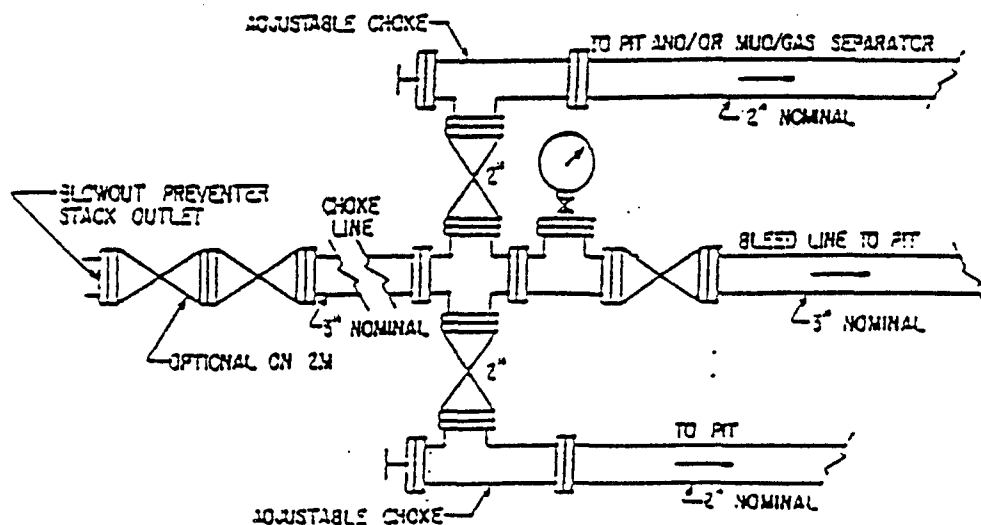 ADJUSTABLE CHOKE
TO PIT AND/OR MUD/GAS SEPARATOR
2" NOMINAL
2"
BLOWOUT PREVENTER
STACK OUTLET
CHOKE
LINE
BLEED LINE TO PIT
3" NOMINAL
3" NOMINAL
OPTIONAL ON 2M
2"
TO PIT
2" NOMINAL
ADJUSTABLE CHOKE